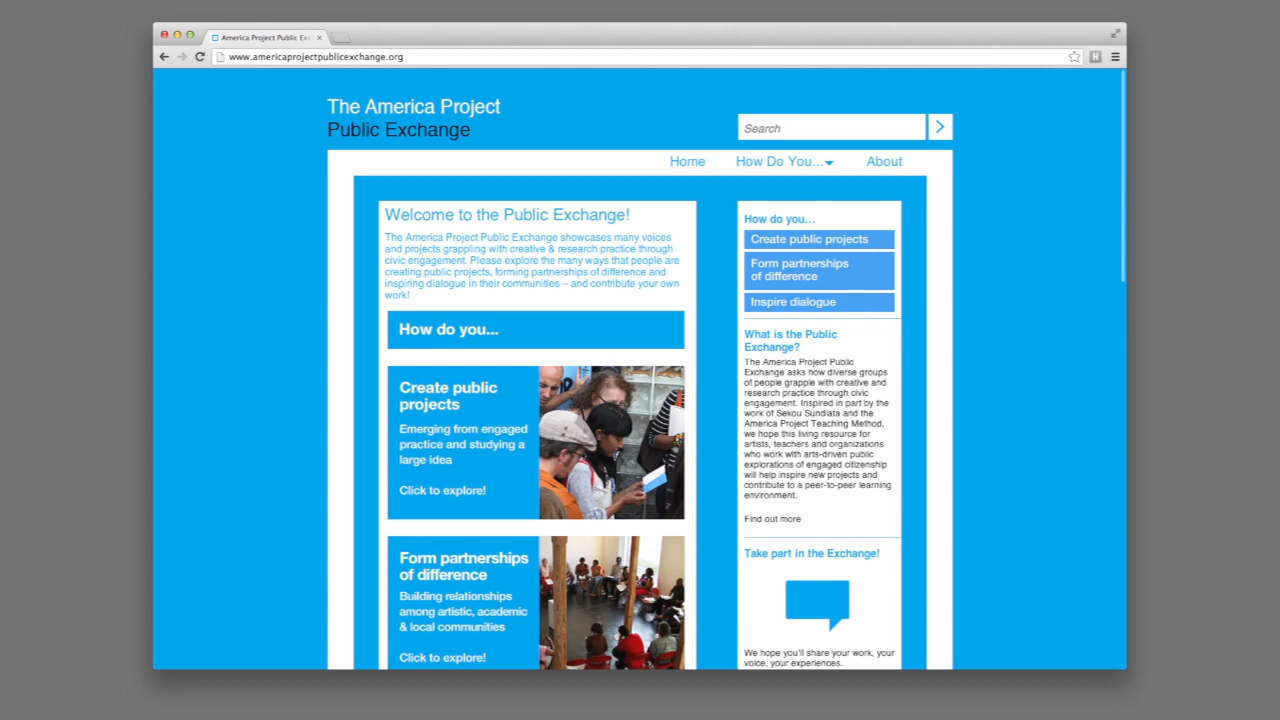 America Project Public Exc
www.americaprojectpublicexchange.org
The America Project
Public Exchange
Search
Home How Do You... About
Welcome to the Public Exchange!
The America Project Public Exchange showcases many voices
and projects grappling with creative & research practice through
civic engagement. Please explore the many ways that people are
creating public projects, forming partnerships of difference and
inspiring dialogue in their communities – and contribute your own
work!
How do you...
Create public
projects
Emerging from engaged
practice and studying a
large idea
Click to explore!
Form partnerships
of difference
Building relationships
among artistic, academic
& local communities
Click to explore!
How do you...
Create public projects
Form partnerships
of difference
Inspire dialogue
What is the Public
Exchange?
The America Project Public
Exchange asks how diverse groups
of people grapple with creative and
research practice through civic
engagement. Inspired in part by the
work of Sekou Sundiata and the
America Project Teaching Method,
we hope this living resource for
artists, teachers and organizations
who work with arts-driven public
explorations of engaged citizenship
will help inspire new projects and
contribute to a peer-to-peer learning
environment.
Find out more
Take part in the Exchange!
We hope you'll share your work, your
voice, your experiences.